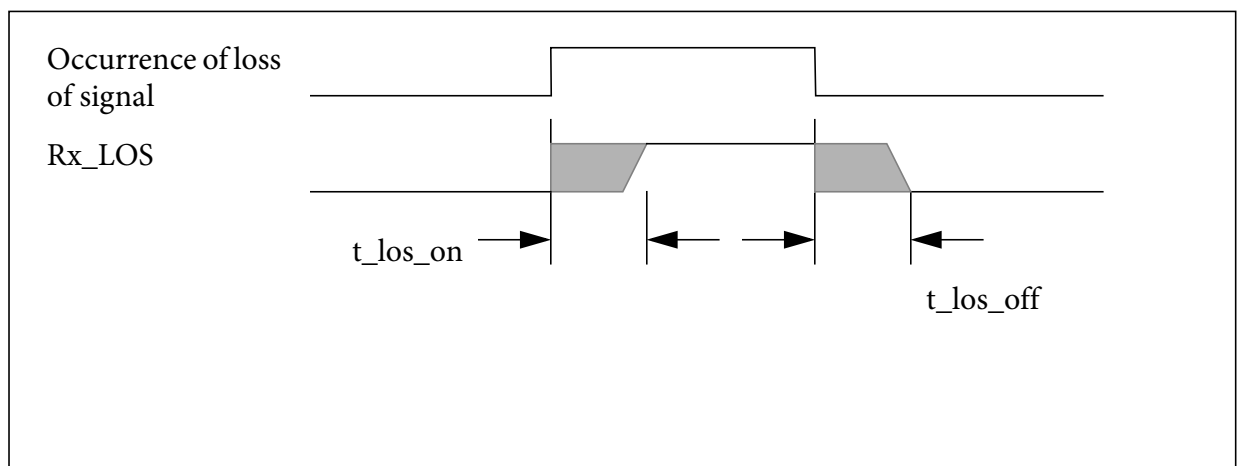 Occurrence of loss
of signal
Rx_LOS
t_los_on
t_los_off